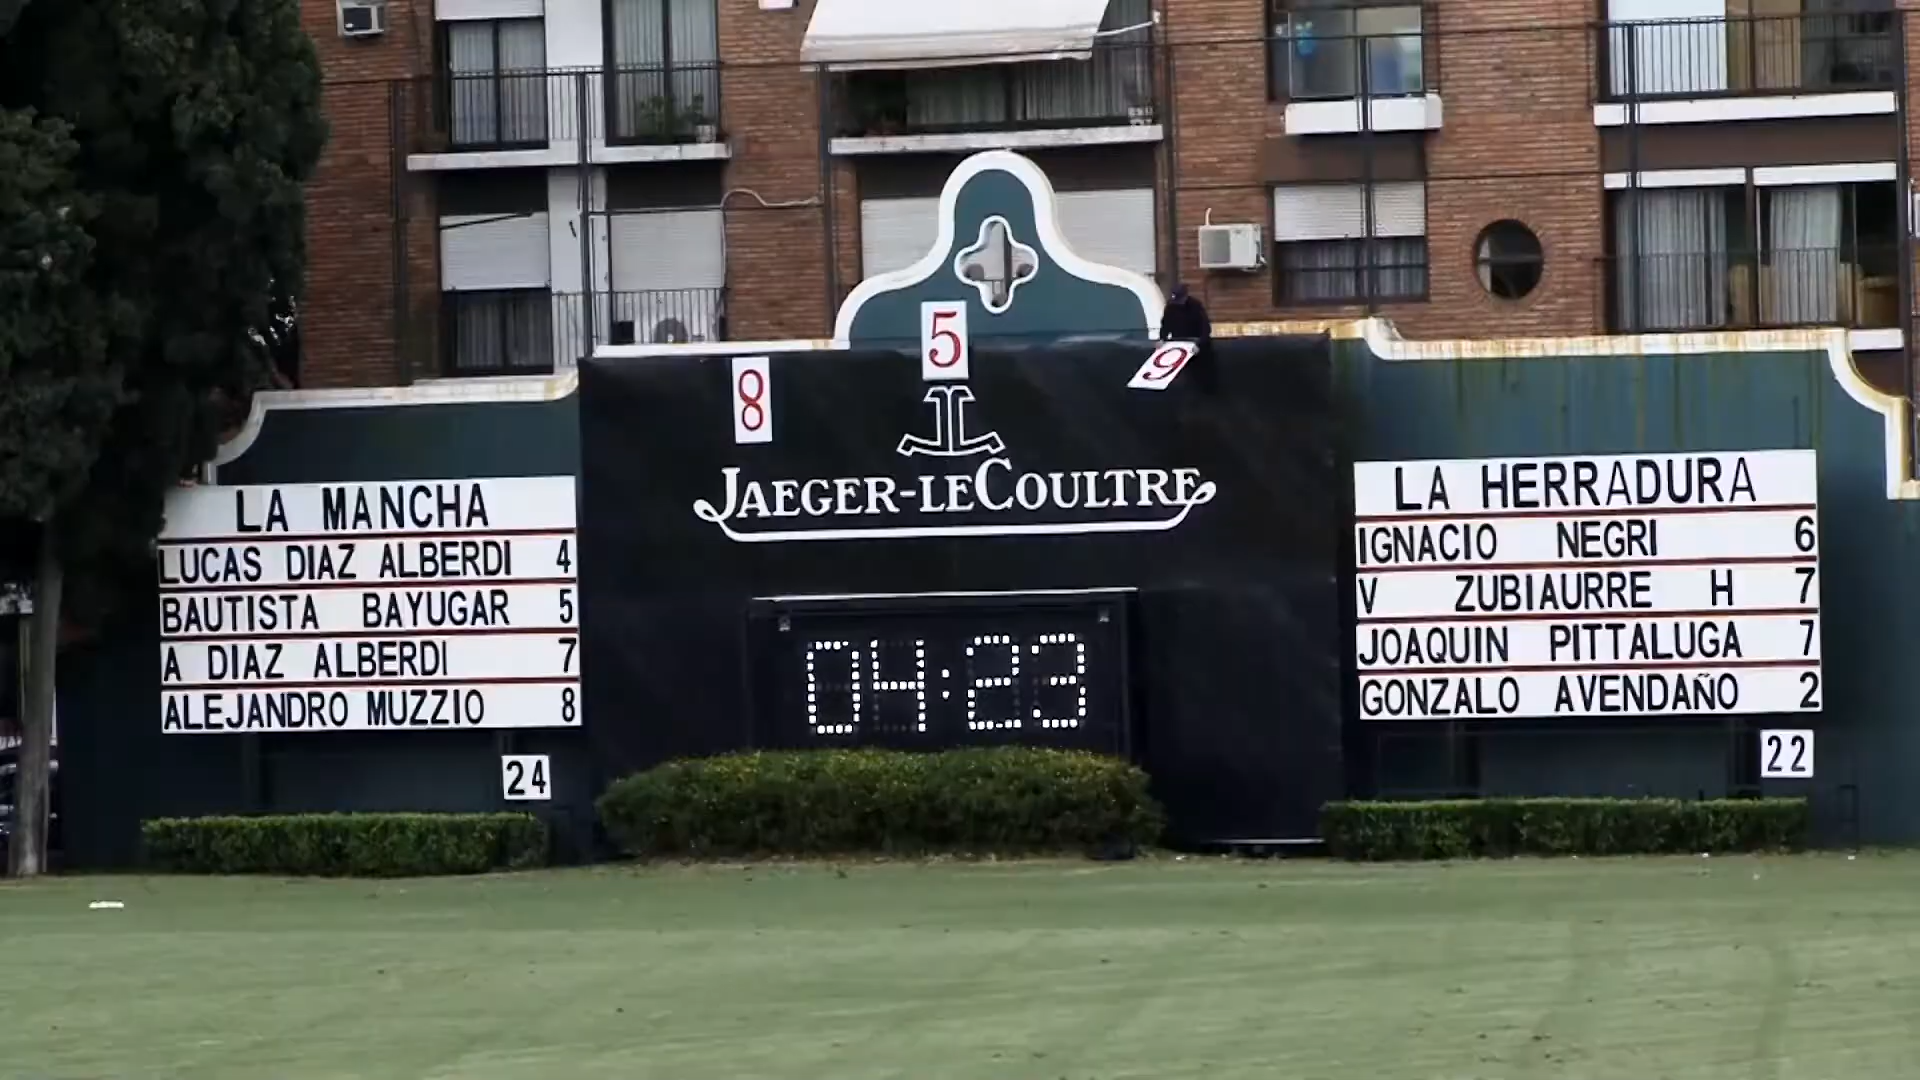 5
8
9
JAEGER-LECOULTRE
LA MANCHA
LUCAS DIAZ ALBERDI 4
BAUTISTA BAYUGAR 5
A DIAZ ALBERDI 7
ALEJANDRO MUZZIO 8
24
04:23
LA HERRADURA
IGNACIO NEGRI 6
V ZUBIAURRE H 7
JOAQUIN PITTALUGA 7
GONZALO AVENDAÑO 2
22